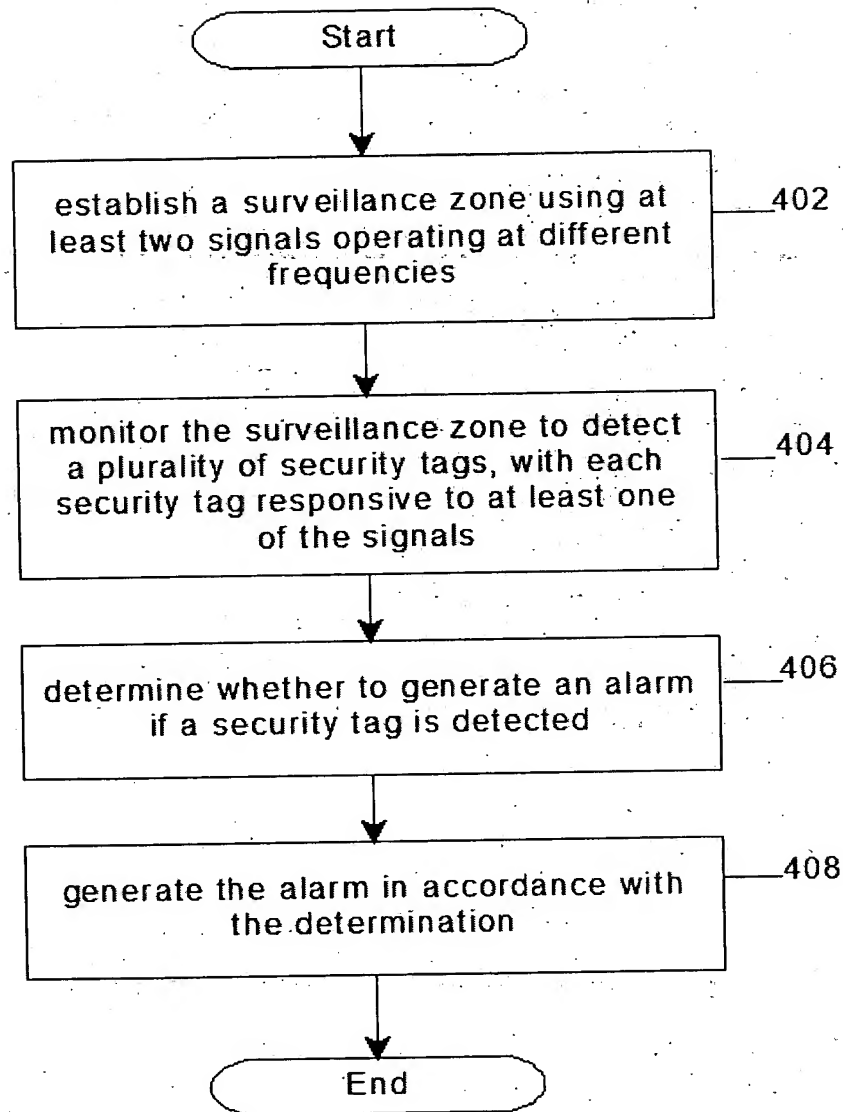 Start
establish a surveillance zone using at
least two signals operating at different
frequencies
402
monitor the surveillance zone to detect
a plurality of security tags, with each
security tag responsive to at least one
of the signals
404
determine whether to generate an alarm
if a security tag is detected
406
generate the alarm in accordance with
the determination
408
End